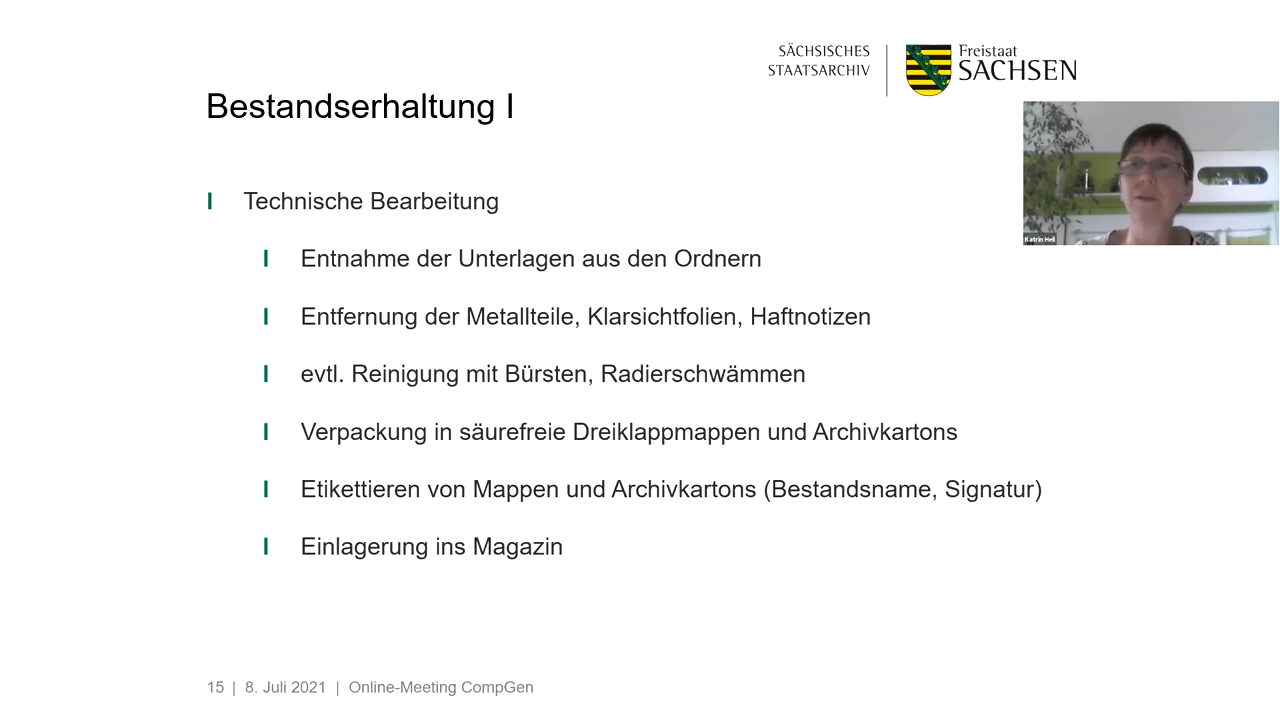 SÄCHSISCHES
STAATSARCHIV
Freistaat
SACHSEN
Bestandserhaltung I
Technische Bearbeitung
Entnahme der Unterlagen aus den Ordnern
Entfernung der Metallteile, Klarsichtfolien, Haftnotizen
evtl. Reinigung mit Bürsten, Radierschwämmen
Verpackung in säurefreie Dreiklappmappen und Archivkartons
Etikettieren von Mappen und Archivkartons (Bestandsname, Signatur)
Einlagerung ins Magazin
Katrin Heil
15 | 8. Juli 2021 | Online-Meeting CompGen